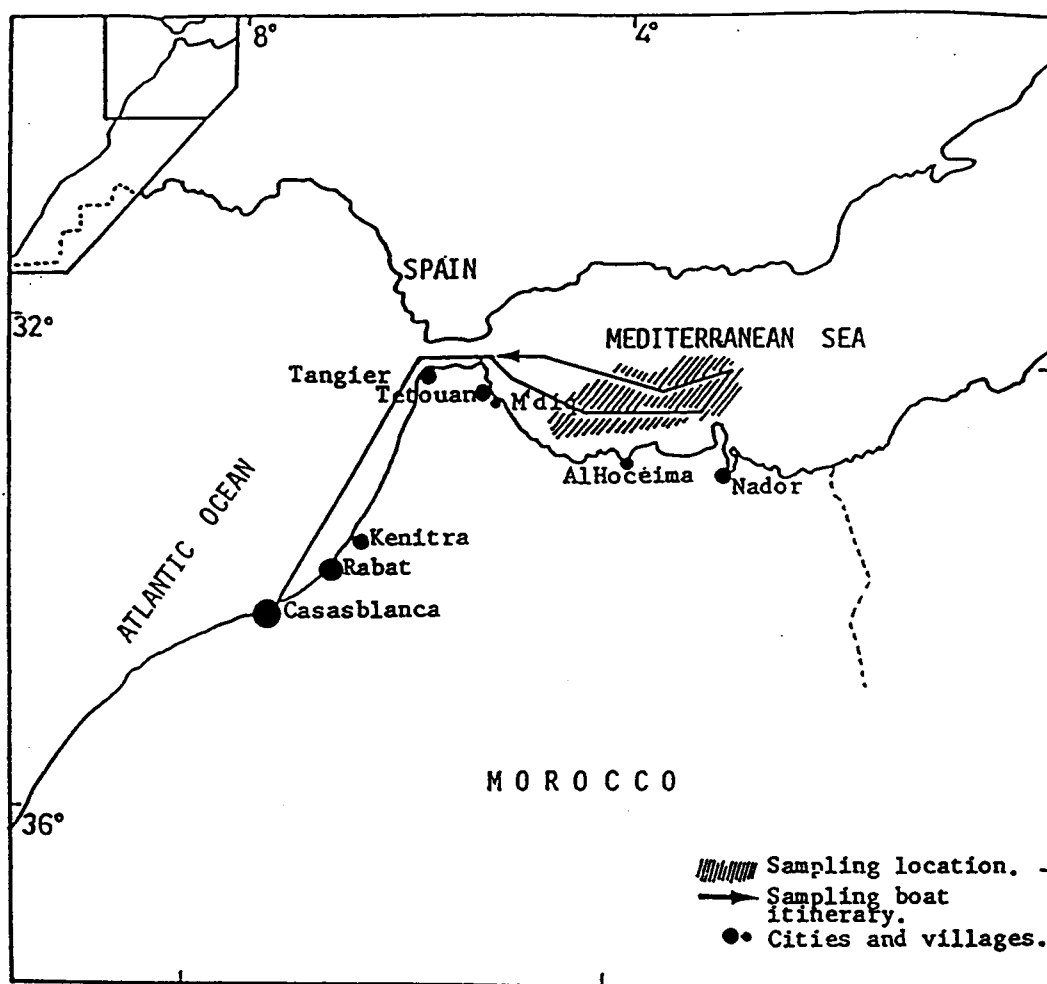 8°
4°
SPAIN
32°
MEDITERRANEAN SEA
Tangier
Tetouan
M'diq
AlHoceima
Nador
ATLANTIC OCEAN
Kenitra
Rabat
Casasblanca
MOROCCO
36°
Sampling location.
Sampling boat
itinerary.
Cities and villages.